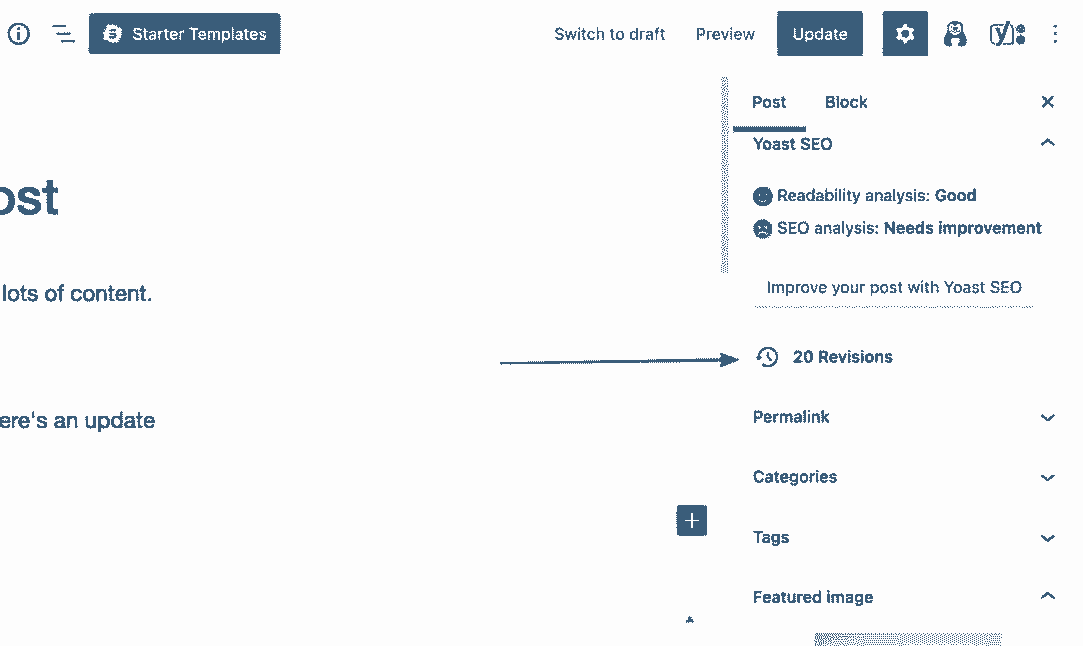 Starter Templates
Switch to draft
Preview
Update
Post
Block
Yoast SEO
ost
Readability analysis: Good
SEO analysis: Needs improvement
lots of content.
Improve your post with Yoast SEO
20 Revisions
ere's an update
Permalink
Categories
Tags
Featured image